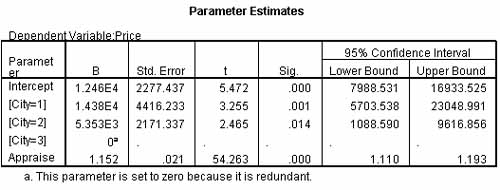 Parameter Estimates
Dependent Variable:Price
95% Confidence Interval
Paramet er B Std. Error t Sig. Lower Bound Upper Bound
Intercept 1.246E4 2277.437 5.472 .000 7988.531 16933.525
[City=1] 1.438E4 4416.233 3.255 .001 5703.538 23048.991
[City=2] 5.353E3 2171.337 2.465 .014 1088.590 9616.856
[City=3] 0ᵃ . . . . .
Appraise 1.152 .021 54.263 .000 1.110 1.193
a. This parameter is set to zero because it is redundant.